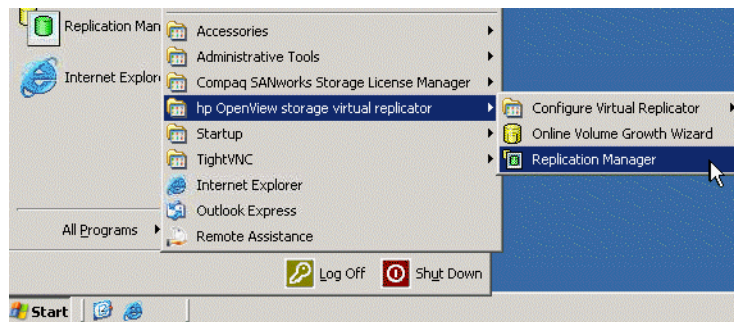 Replication Man
Internet Explor
All Programs
Accessories
Administrative Tools
Compaq SANworks Storage License Manager
hp OpenView storage virtual replicator
Startup
TightVNC
Internet Explorer
Outlook Express
Remote Assistance
Configure Virtual Replicator
Online Volume Growth Wizard
Replication Manager
Log Off
Shut Down
Start